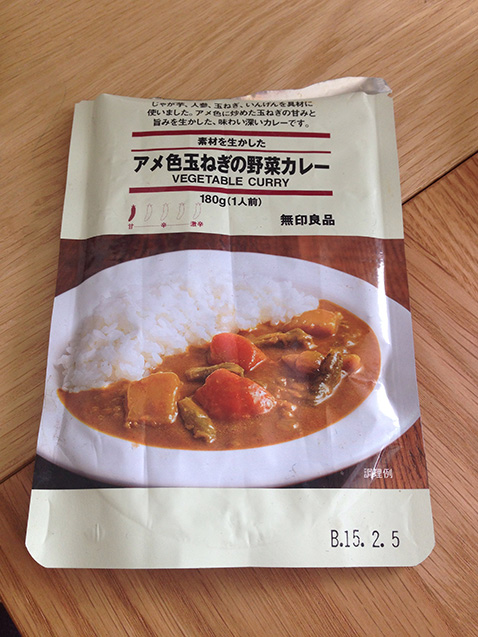 じゃが芋、人参、玉ねぎ、いんげんを具材に
使いました。アメ色に炒めた玉ねぎの甘みと
旨みを生かした、味わい深いカレーです。
素材を生かした
アメ色玉ねぎの野菜カレー
VEGETABLE CURRY
180g(1人前)
甘 辛 激辛
無印良品
調理例
B.15.2.5